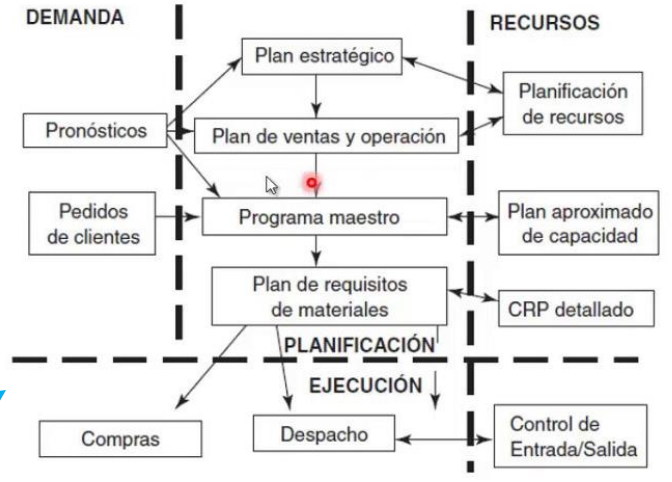 DEMANDA
RECURSOS
Plan estratégico
Planificación
de recursos
Pronósticos
Plan de ventas y operación
Pedidos
de clientes
Programa maestro
Plan aproximado
de capacidad
Plan de requisitos
de materiales
CRP detallado
PLANIFICACIÓN
EJECUCIÓN
Compras
Despacho
Control de
Entrada/Salida